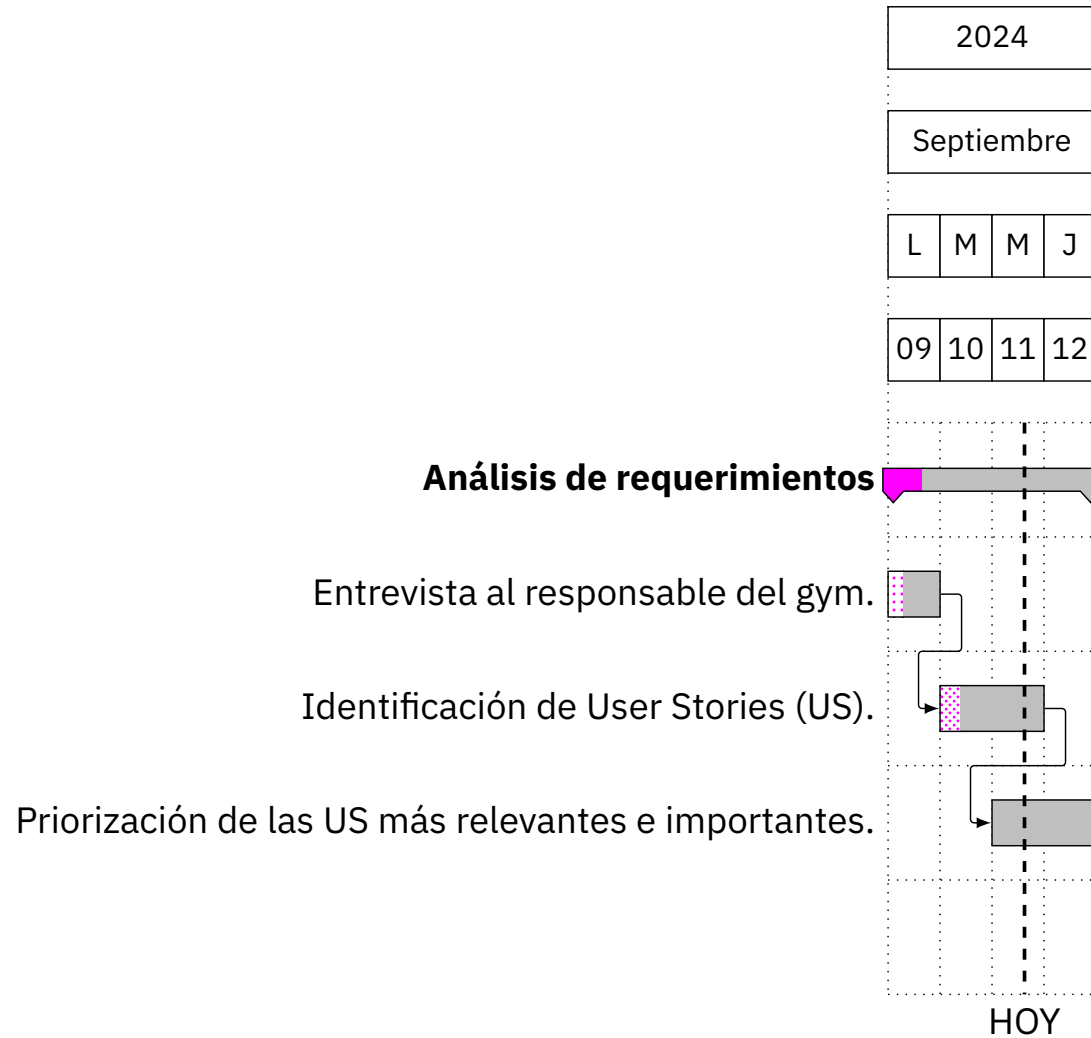 2024
Septiembre
L M M J
09 10 11 12
Análisis de requerimientos
Entrevista al responsable del gym.
Identificación de User Stories (US).
Priorización de las US más relevantes e importantes.
HOY